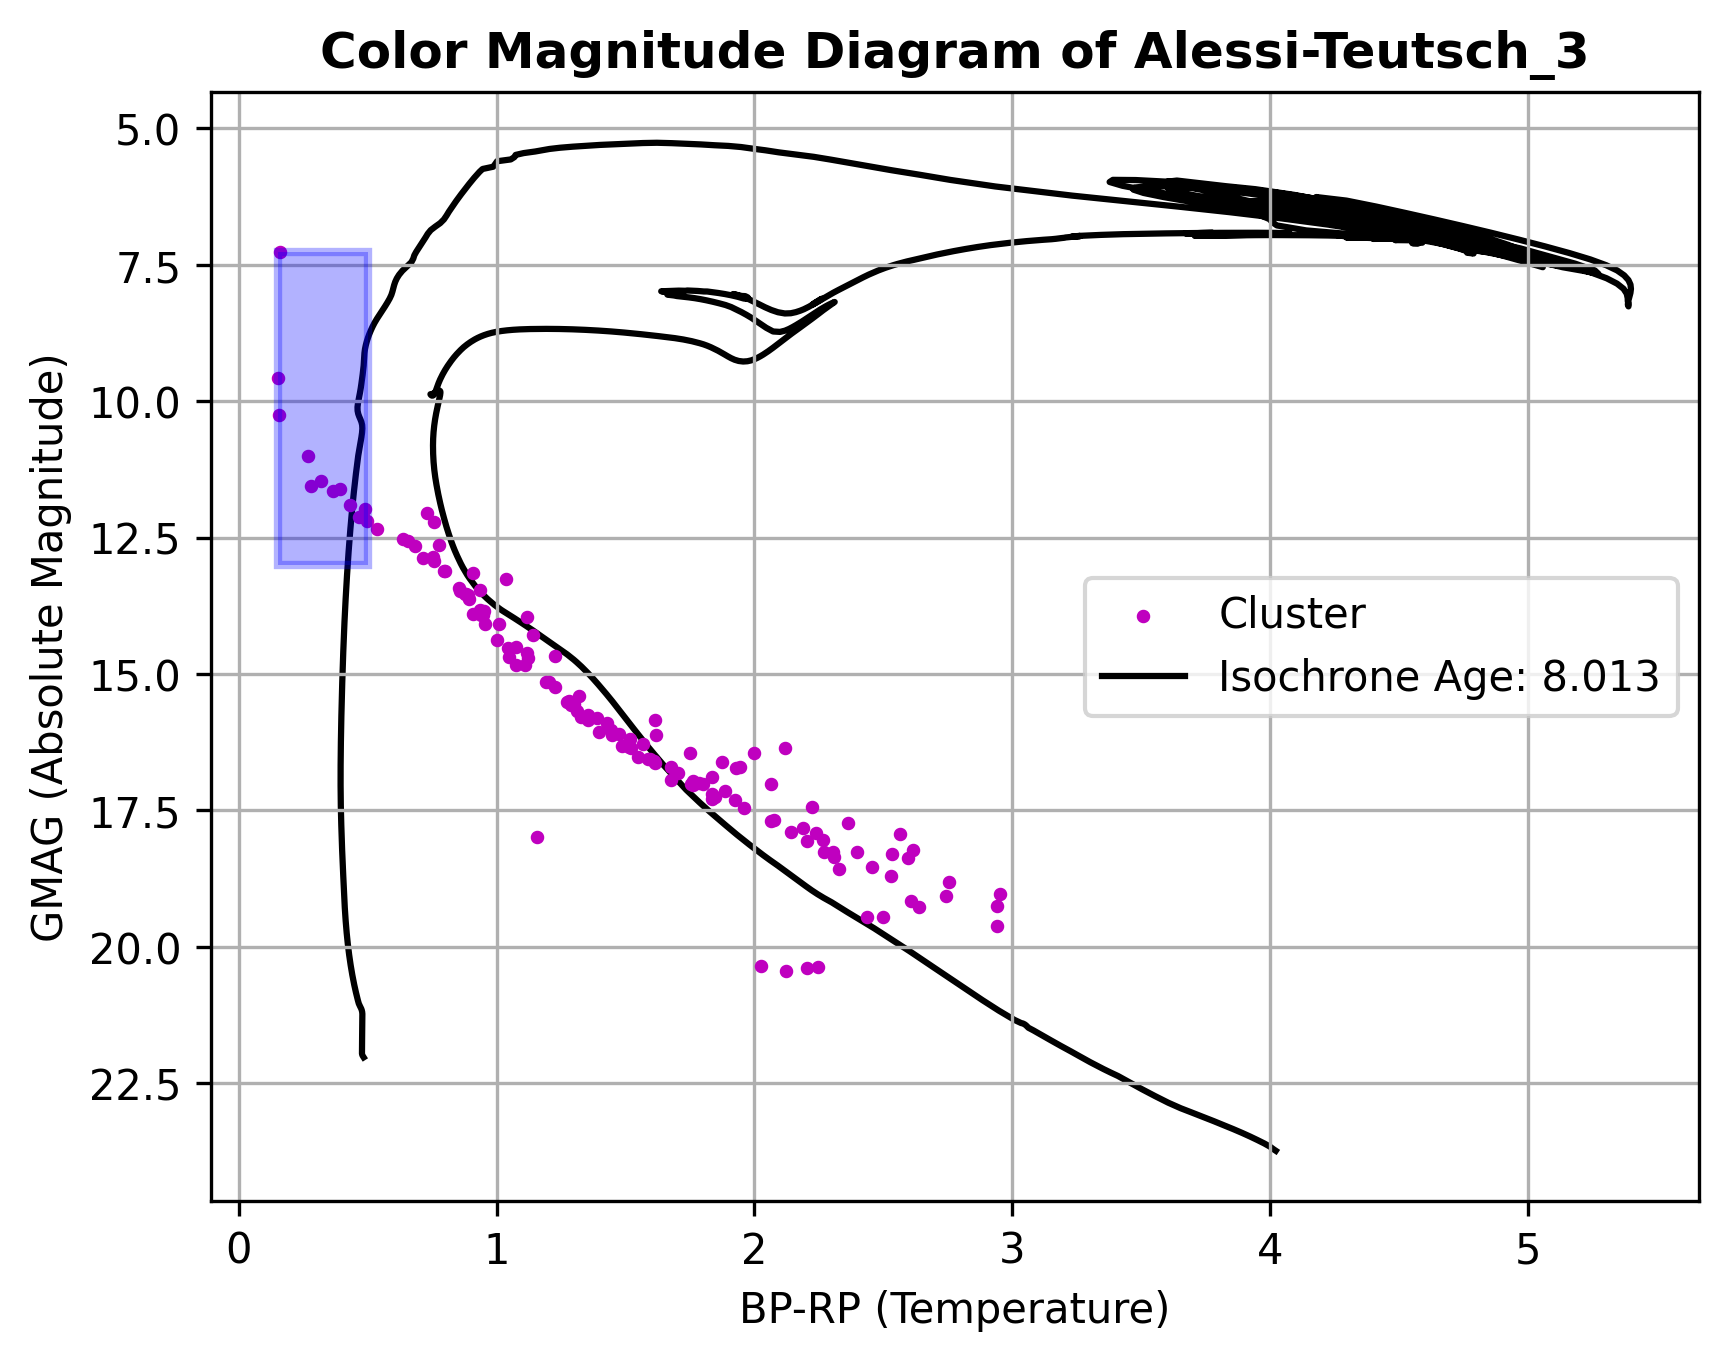 Color Magnitude Diagram of Alessi-Teutsch_3
GMAG (Absolute Magnitude)
5.0
7.5
10.0
12.5
15.0
17.5
20.0
22.5
Cluster
Isochrone Age: 8.013
0 1 2 3 4 5
BP-RP (Temperature)